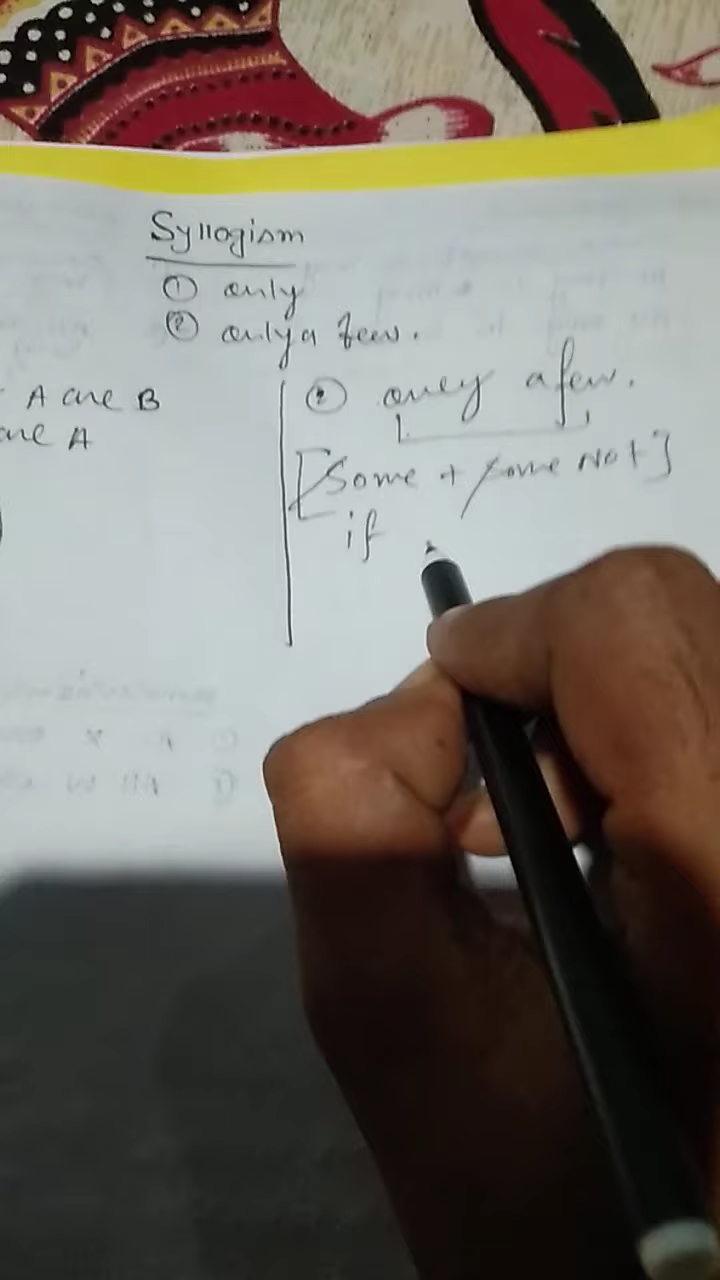 Syllogism
① only
② only a few.
A are B
are A
② only a few.
[Some + some Not]
if